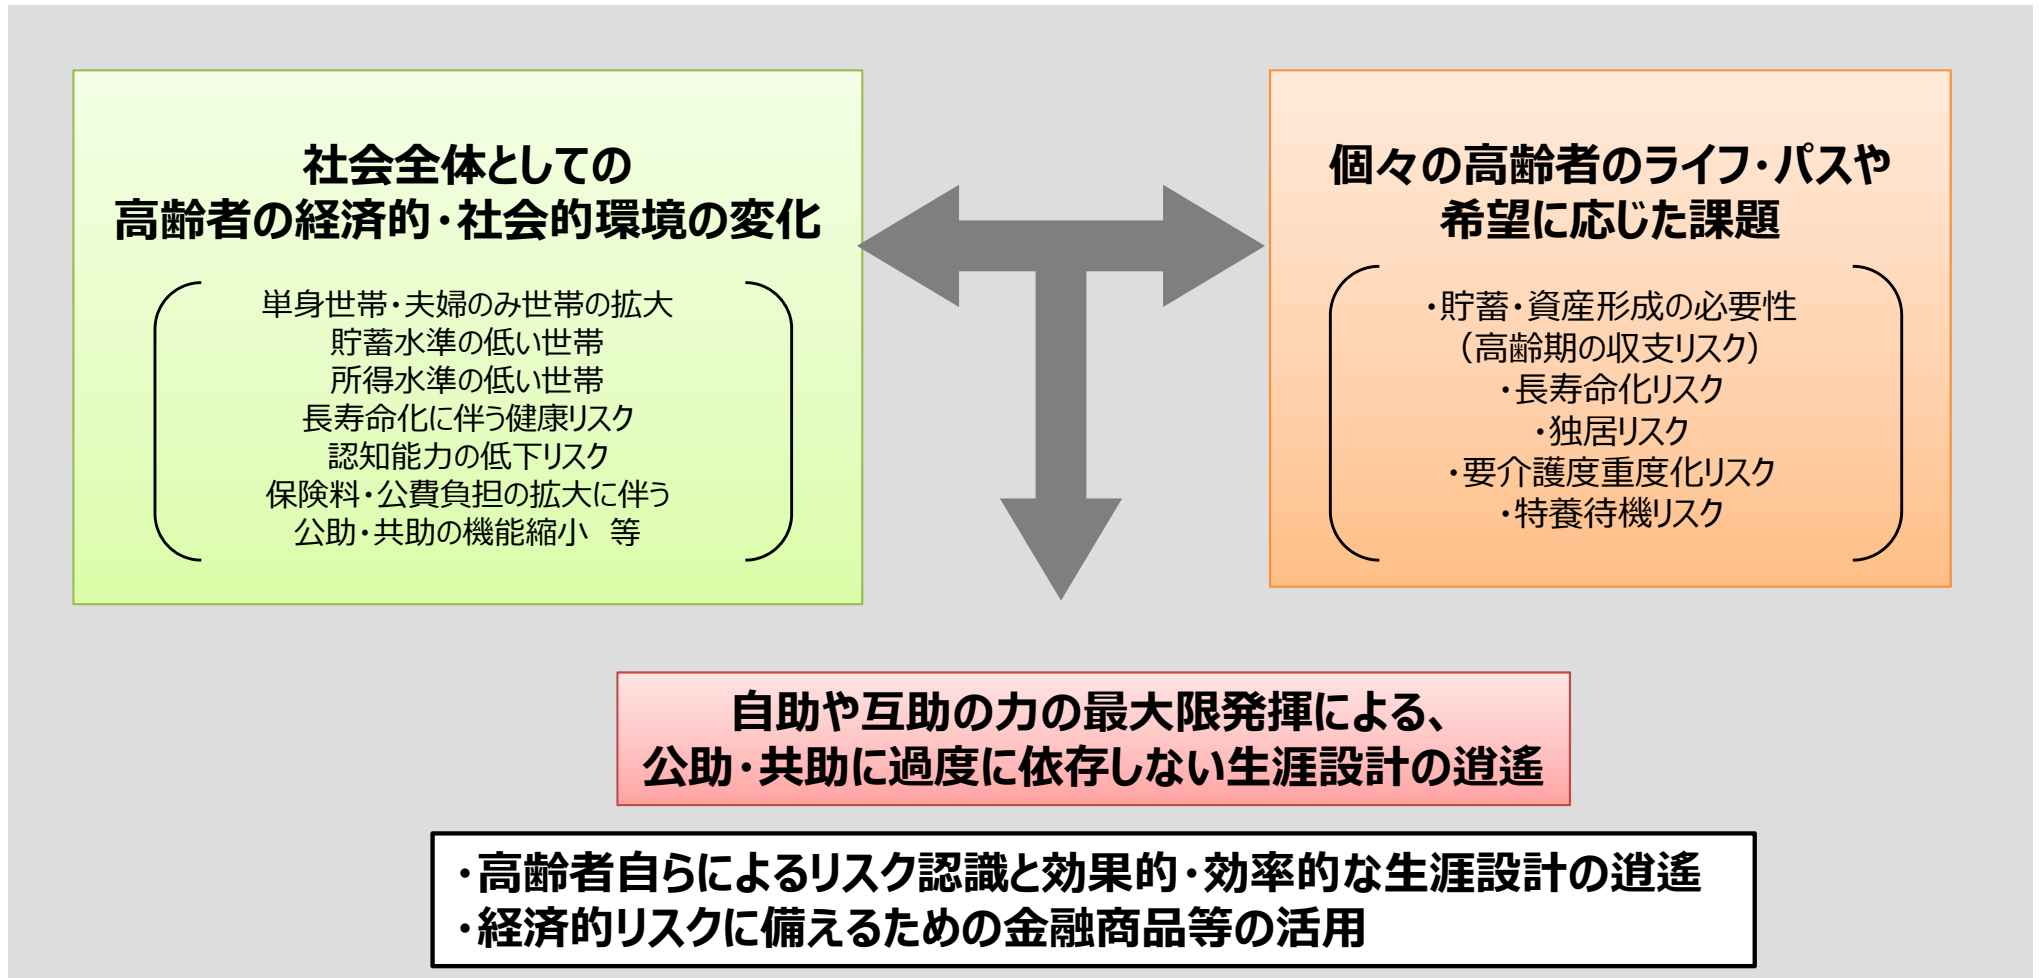 社会全体としての
高齢者の経済的･社会的環境の変化
単身世帯･夫婦のみ世帯の拡大
貯蓄水準の低い世帯
所得水準の低い世帯
長寿命化に伴う健康リスク
認知能力の低下リスク
保険料･公費負担の拡大に伴う
公助･共助の機能縮小　等
個々の高齢者のライフ･パスや
希望に応じた課題
･貯蓄･資産形成の必要性
（高齢期の収支リスク）
･長寿命化リスク
･独居リスク
･要介護度重度化リスク
･特養待機リスク
自助や互助の力の最大限発揮による、
公助･共助に過度に依存しない生涯設計の逍遙
･高齢者自らによるリスク認識と効果的･効率的な生涯設計の逍遙
･経済的リスクに備えるための金融商品等の活用